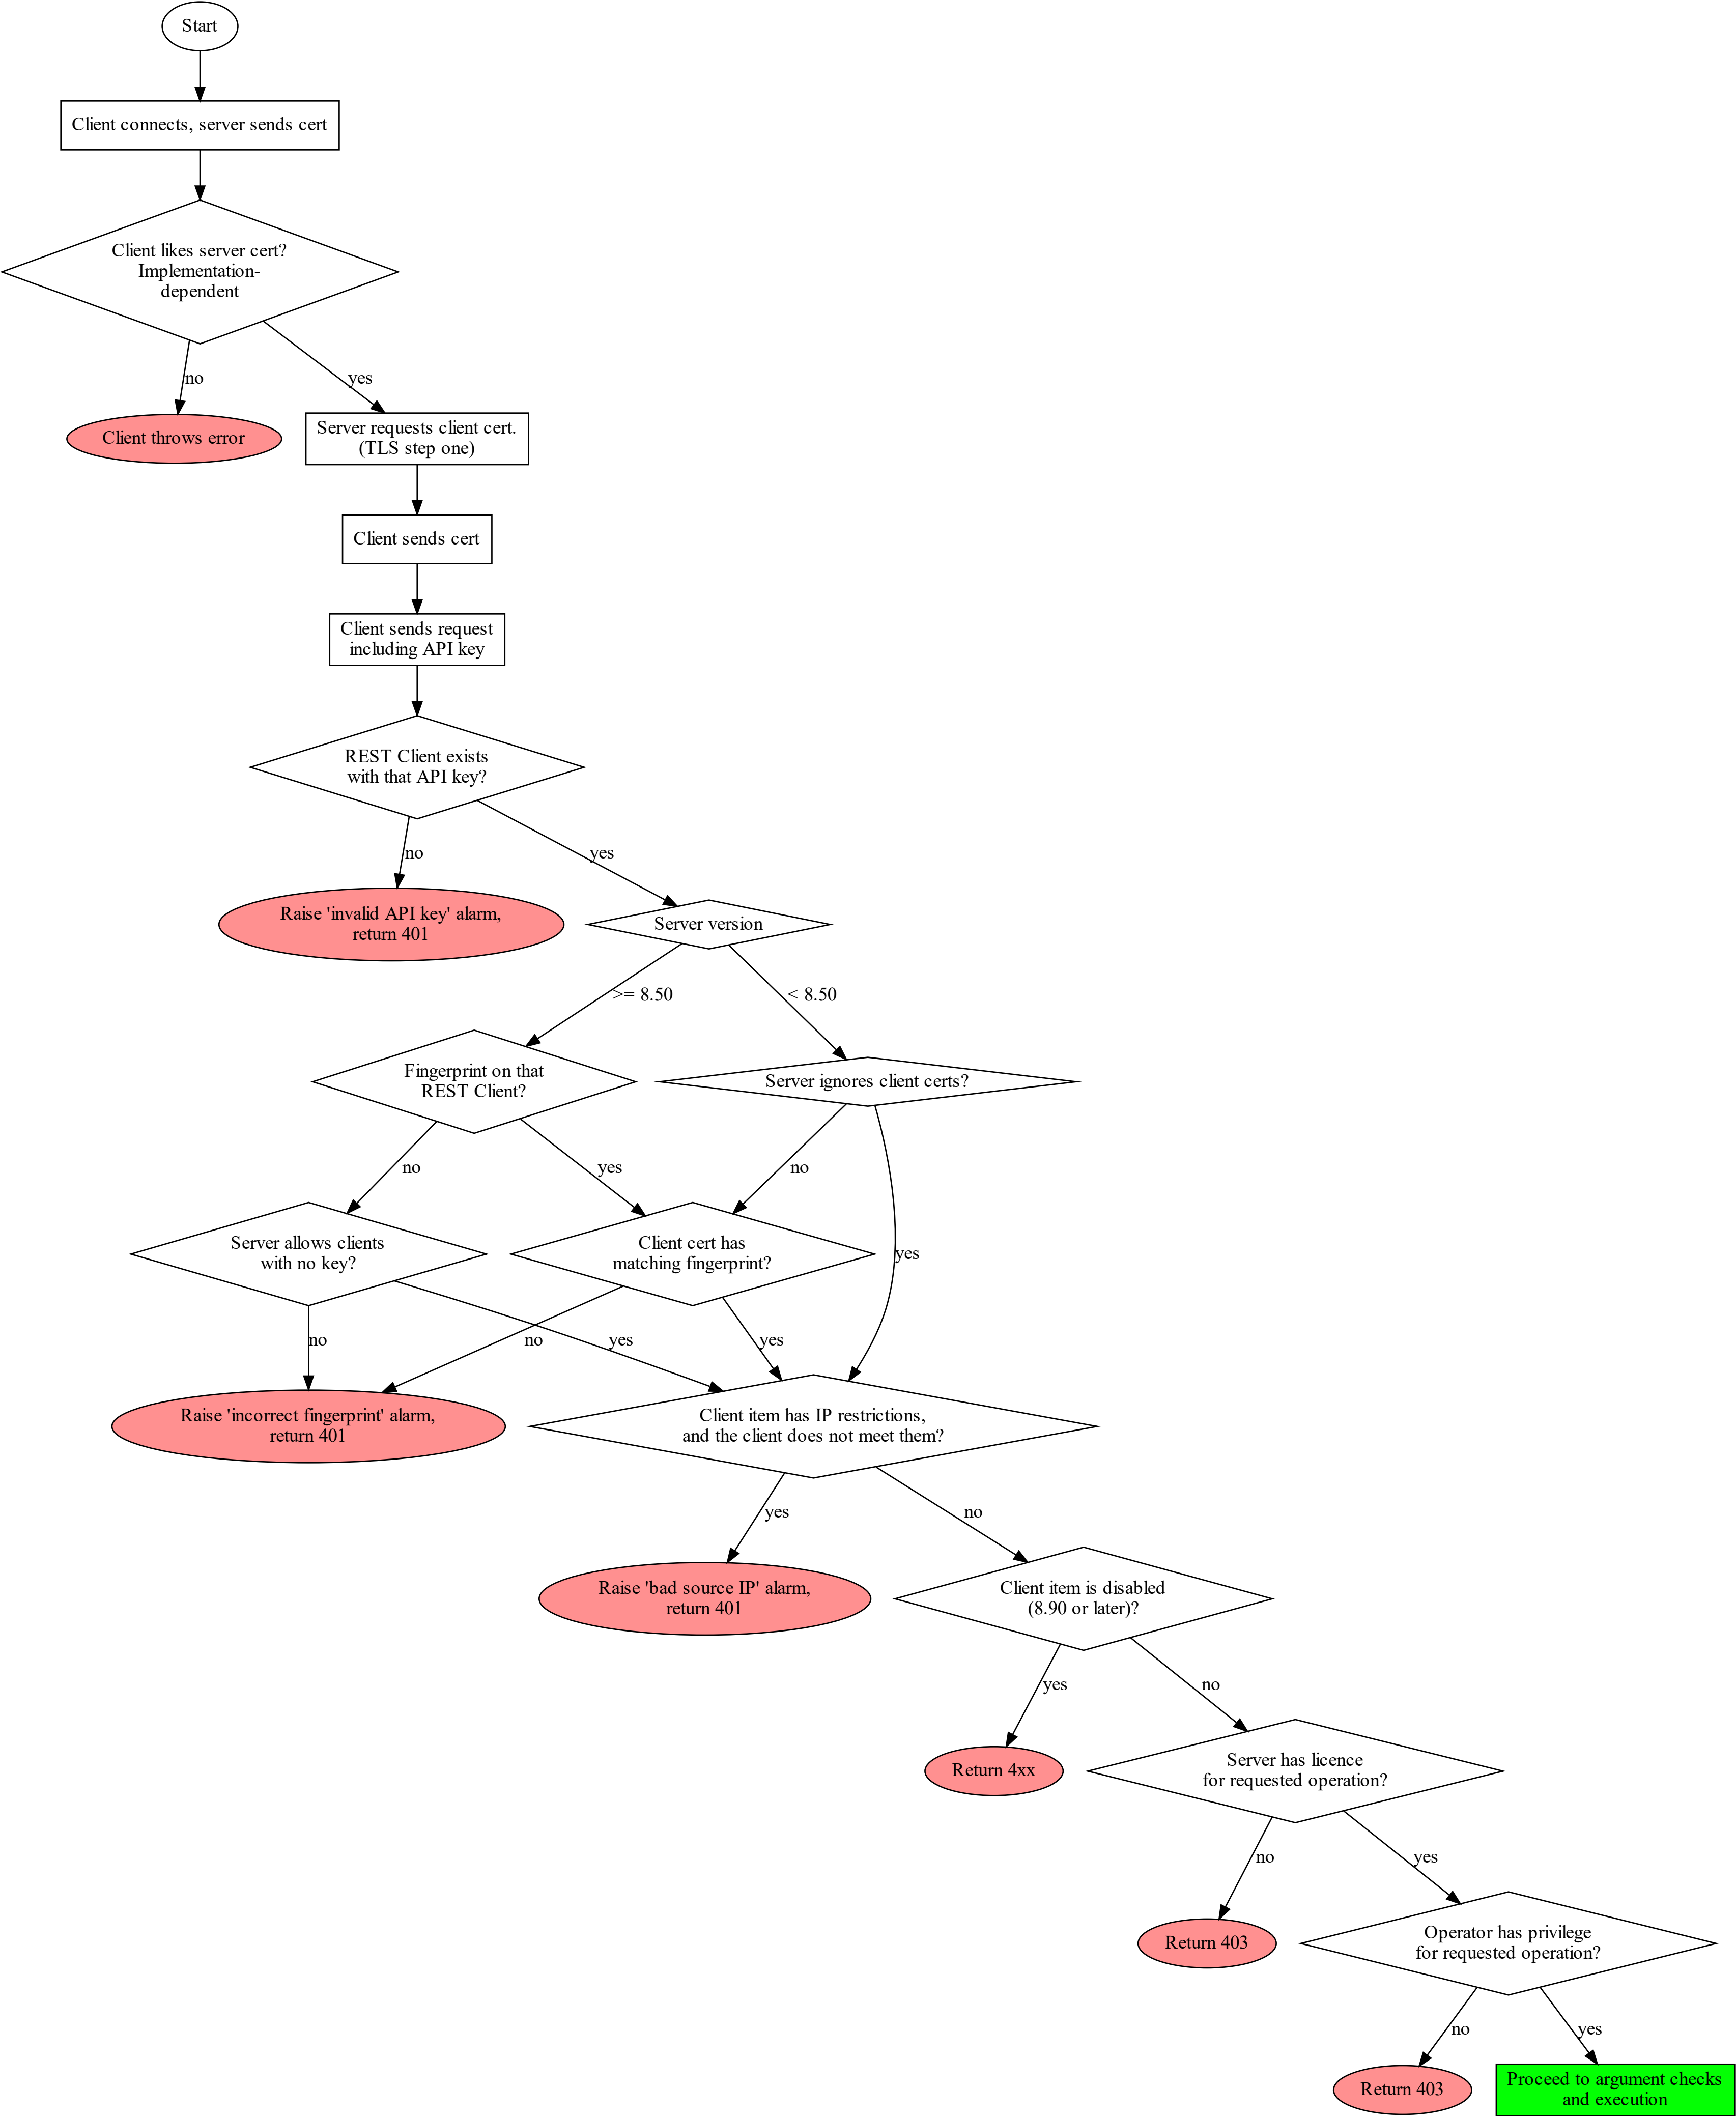 Start
Client connects, server sends cert
Client likes server cert?
Implementation-
dependent
no
yes
Client throws error
Server requests client cert.
(TLS step one)
Client sends cert
Client sends request
including API key
REST Client exists
with that API key?
no
yes
Raise 'invalid API key' alarm,
return 401
Server version
>= 8.50
< 8.50
Fingerprint on that
REST Client?
Server ignores client certs?
no
yes
no
yes
Server allows clients
with no key?
Client cert has
matching fingerprint?
no
no
yes
yes
Raise 'incorrect fingerprint' alarm,
return 401
Client item has IP restrictions,
and the client does not meet them?
yes
no
Raise 'bad source IP' alarm,
return 401
Client item is disabled
(8.90 or later)?
yes
no
Return 4xx
Server has licence
for requested operation?
no
yes
Return 403
Operator has privilege
for requested operation?
no
yes
Return 403
Proceed to argument checks
and execution